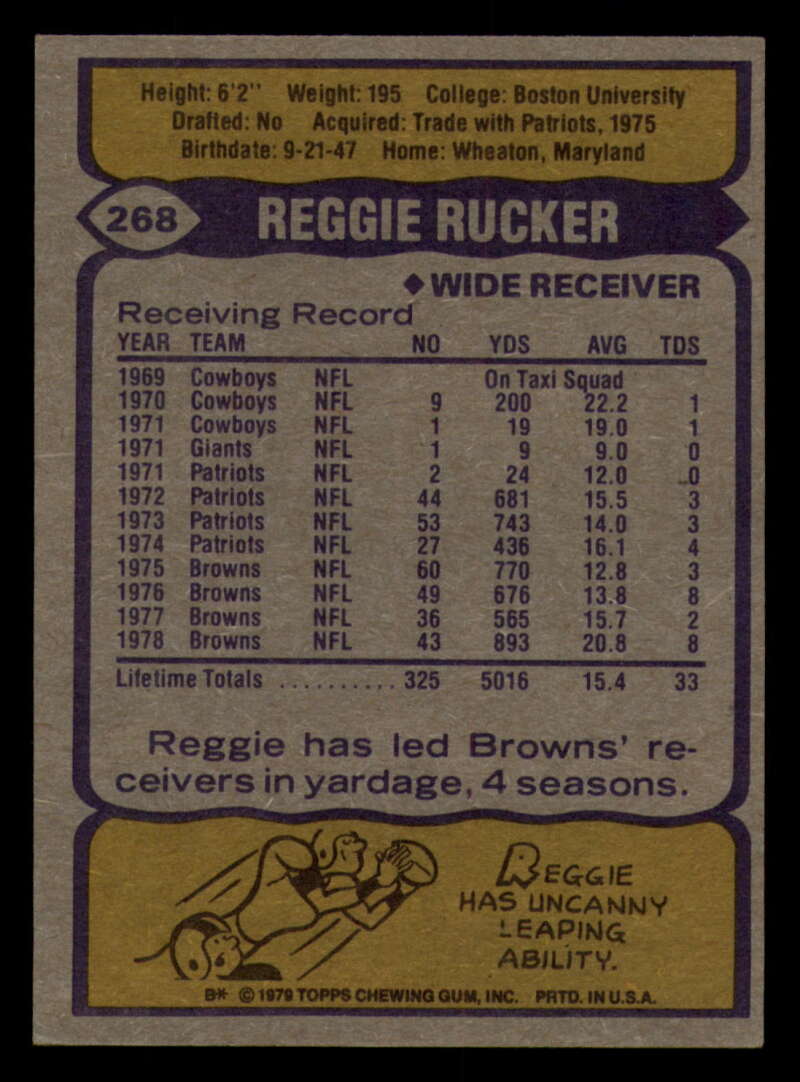 Height: 6'2" Weight: 195 College: Boston University
Drafted: No Acquired: Trade with Patriots, 1975
Birthdate: 9-21-47 Home: Wheaton, Maryland
268 REGGIE RUCKER
◆ WIDE RECEIVER
Receiving Record
YEAR TEAM NO YDS AVG TDS
1969 Cowboys NFL On Taxi Squad
1970 Cowboys NFL 9 200 22.2 1
1971 Cowboys NFL 1 19 19.0 1
1971 Giants NFL 1 9 9.0 0
1971 Patriots NFL 2 24 12.0 0
1972 Patriots NFL 44 681 15.5 3
1973 Patriots NFL 53 743 14.0 3
1974 Patriots NFL 27 436 16.1 4
1975 Browns NFL 60 770 12.8 3
1976 Browns NFL 49 676 13.8 8
1977 Browns NFL 36 565 15.7 2
1978 Browns NFL 43 893 20.8 8
Lifetime Totals .......... 325 5016 15.4 33
Reggie has led Browns' re-
ceivers in yardage, 4 seasons.
REGGIE
HAS UNCANNY
LEAPING
ABILITY.
B* © 1979 TOPPS CHEWING GUM, INC. PRTD. IN U.S.A.